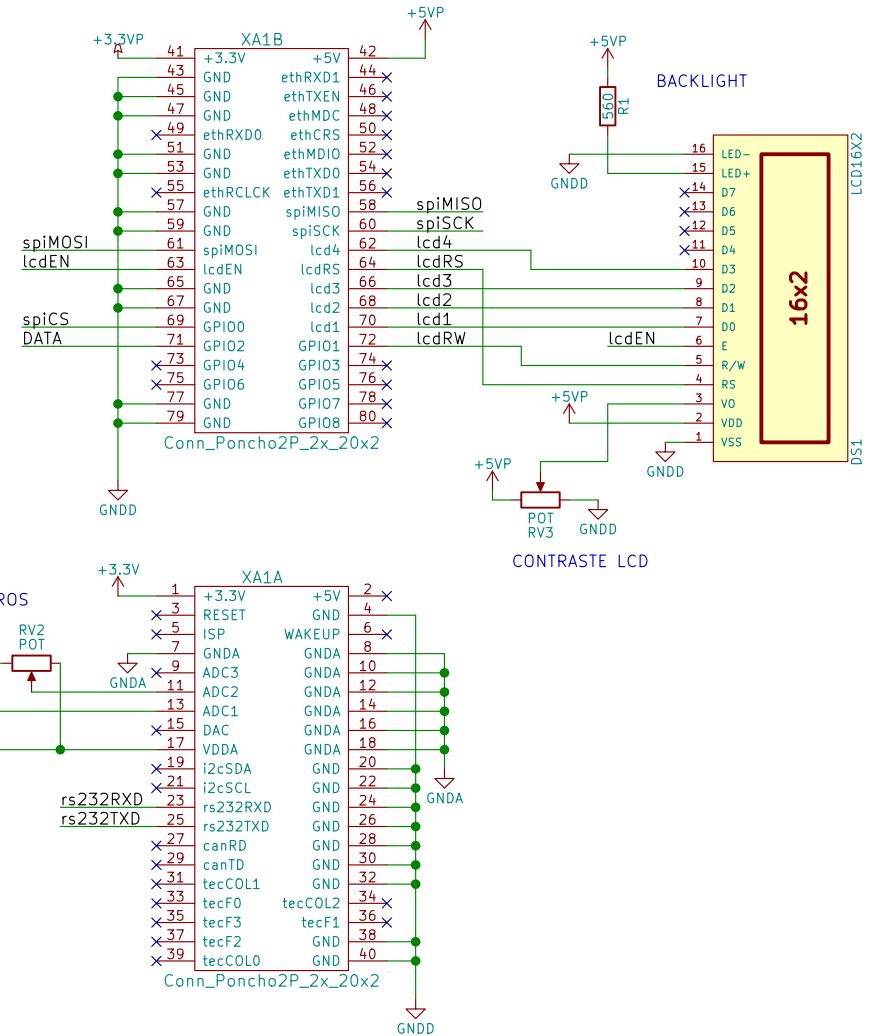 XA1B
+3.3VP
+5VP
41 +3.3V +5V 42
43 GND ethRXD1 44
45 GND ethTXEN 46
47 GND ethMDC 48
49 ethRXD0 ethCRS 50
51 GND ethMDIO 52
53 GND ethTXD0 54
55 ethRCLCK ethTXD1 56
57 GND spiMISO 58 spiMISO
59 GND spiSCK 60 spiSCK
spiMOSI 61 spiMOSI lcd4 62 lcd4
lcdEN 63 lcdEN lcdRS 64 lcdRS
65 GND lcd3 66 lcd3
67 GND lcd2 68 lcd2
spiCS 69 GPIO0 lcd1 70 lcd1
DATA 71 GPIO2 GPIO1 72 lcdRW
73 GPIO4 GPIO3 74
75 GPIO6 GPIO5 76
77 GND GPIO7 78
79 GND GPIO8 80
Conn_Poncho2P_2x_20x2
GNDD
+5VP
560
R1
BACKLIGHT
GNDD
LCD16X2
16 LED-
15 LED+
14 D7
13 D6
12 D5
11 D4
10 D3
9 D2
8 D1
7 D0
lcdEN 6 E
5 R/W
4 RS
3 VO
+5VP
2 VDD
1 VSS
16x2
GNDD
DS1
+5VP
POT
RV3
GNDD
CONTRASTE LCD
XA1A
+3.3V
ROS
RV2
POT
1 +3.3V +5V 2
3 RESET GND 4
5 ISP WAKEUP 6
7 GNDA GNDA 8
GNDA
9 ADC3 GNDA 10
11 ADC2 GNDA 12
13 ADC1 GNDA 14
15 DAC GNDA 16
17 VDDA GNDA 18
19 i2cSDA GND 20
21 i2cSCL GND 22
GNDA
rs232RXD 23 rs232RXD GND 24
rs232TXD 25 rs232TXD GND 26
27 canRD GND 28
29 canTD GND 30
31 tecCOL1 GND 32
33 tecF0 tecCOL2 34
35 tecF3 tecF1 36
37 tecF2 GND 38
39 tecCOL0 GND 40
Conn_Poncho2P_2x_20x2
GNDD